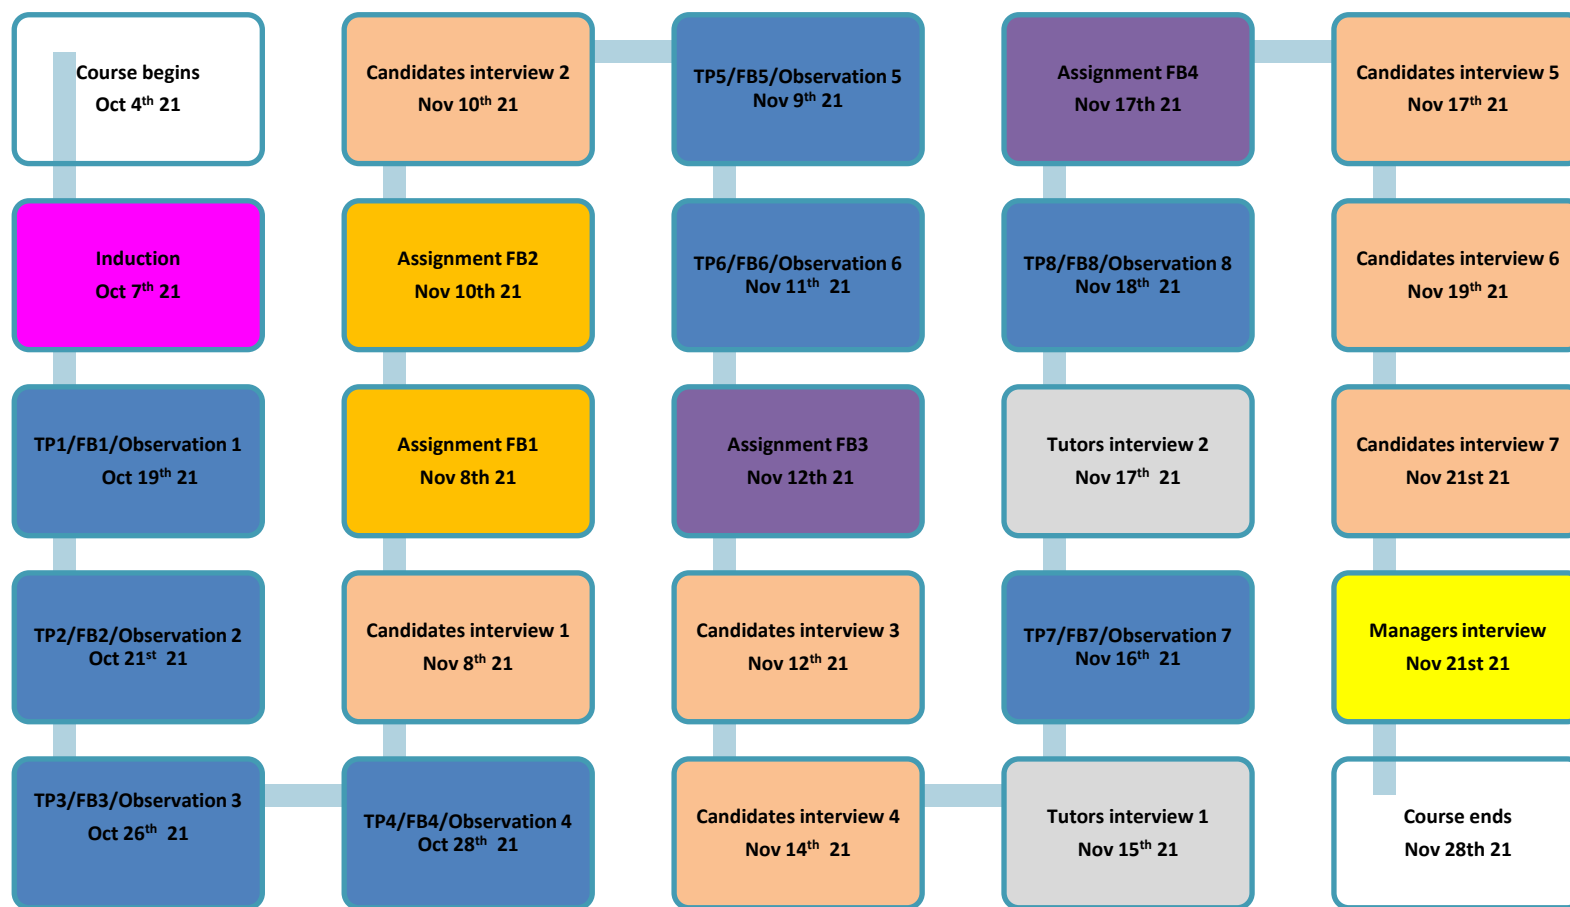 Course begins
Oct 4th 21
Induction
Oct 7th 21
TP1/FB1/Observation 1
Oct 19th 21
TP2/FB2/Observation 2
Oct 21st 21
TP3/FB3/Observation 3
Oct 26th 21
TP4/FB4/Observation 4
Oct 28th 21
Candidates interview 1
Nov 8th 21
Assignment FB1
Nov 8th 21
Assignment FB2
Nov 10th 21
Candidates interview 2
Nov 10th 21
TP5/FB5/Observation 5
Nov 9th 21
TP6/FB6/Observation 6
Nov 11th 21
Assignment FB3
Nov 12th 21
Candidates interview 3
Nov 12th 21
Candidates interview 4
Nov 14th 21
Tutors interview 1
Nov 15th 21
TP7/FB7/Observation 7
Nov 16th 21
Tutors interview 2
Nov 17th 21
TP8/FB8/Observation 8
Nov 18th 21
Assignment FB4
Nov 17th 21
Candidates interview 5
Nov 17th 21
Candidates interview 6
Nov 19th 21
Candidates interview 7
Nov 21st 21
Managers interview
Nov 21st 21
Course ends
Nov 28th 21